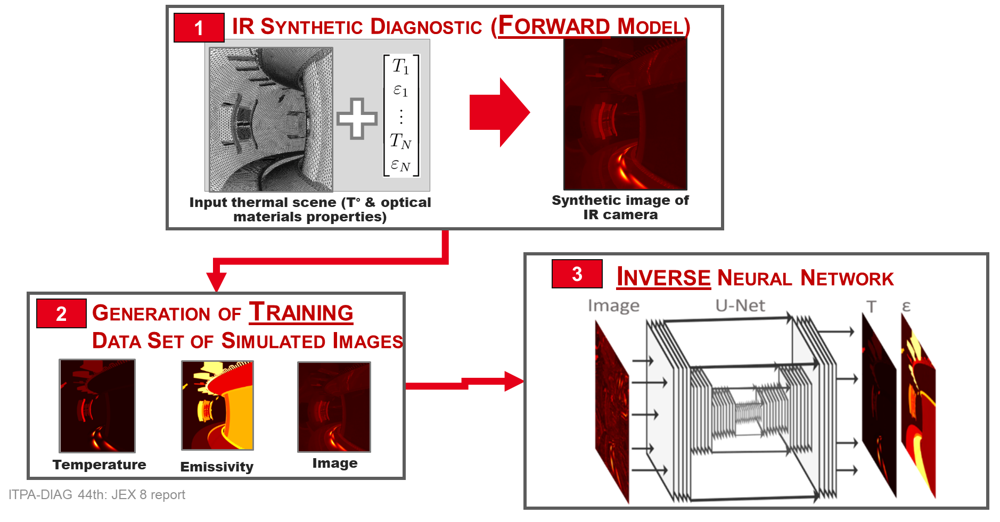 1
IR Synthetic Diagnostic (Forward Model)
T₁
ε₁
⋮
T_N
ε_N
Input thermal scene (T° & optical
materials properties)
Synthetic image of
IR camera
2
Generation of Training
Data Set of Simulated Images
Temperature
Emissivity
Image
3
Inverse Neural Network
Image
U-Net
T
ε
ITPA-DIAG 44th: JEX 8 report